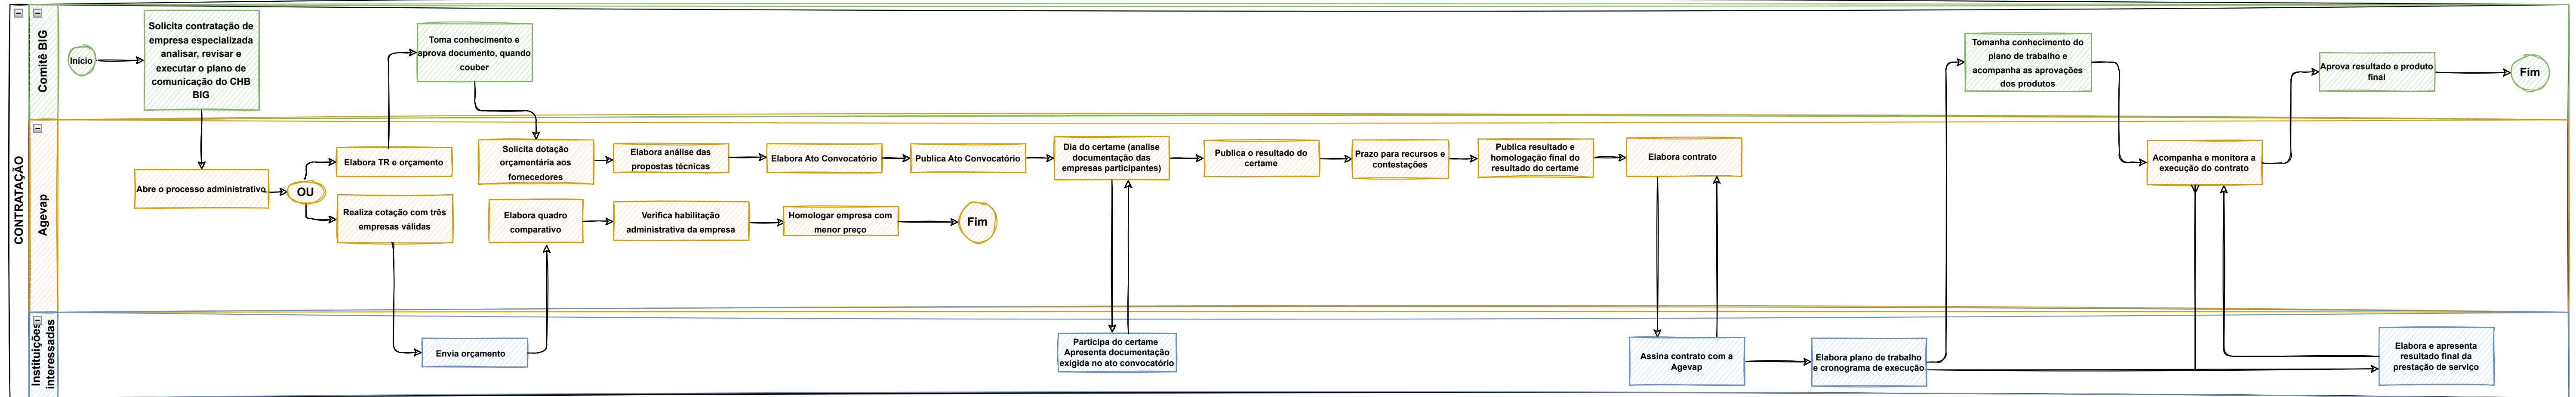 CONTRATAÇÃO
Comitê BIG
Início
Solicita contratação de
empresa especializada
analisar, revisar e
executar o plano de
comunicação do CHB
BIG
Toma conhecimento e
aprova documento, quando
couber
Tomanha conhecimento do
plano de trabalho e
acompanha as aprovações
dos produtos
Aprova resultado e produto
final
Fim
Agevap
Abre o processo administrativo
OU
Elabora TR e orçamento
Realiza cotação com três
empresas válidas
Solicita dotação
orçamentária aos
fornecedores
Elabora análise das
propostas técnicas
Elabora Ato Convocatório
Publica Ato Convocatório
Dia do certame (analise
documentação das
empresas participantes)
Publica o resultado do
certame
Prazo para recursos e
contestações
Publica resultado e
homologação final do
resultado do certame
Elabora contrato
Acompanha e monitora a
execução do contrato
Elabora quadro
comparativo
Verifica habilitação
administrativa da empresa
Homologar empresa com
menor preço
Fim
Instituições
interessadas
Envia orçamento
Participa do certame
Apresenta documentação
exigida no ato convocatório
Assina contrato com a
Agevap
Elabora plano de trabalho
e cronograma de execução
Elabora e apresenta
resultado final da
prestação de serviço